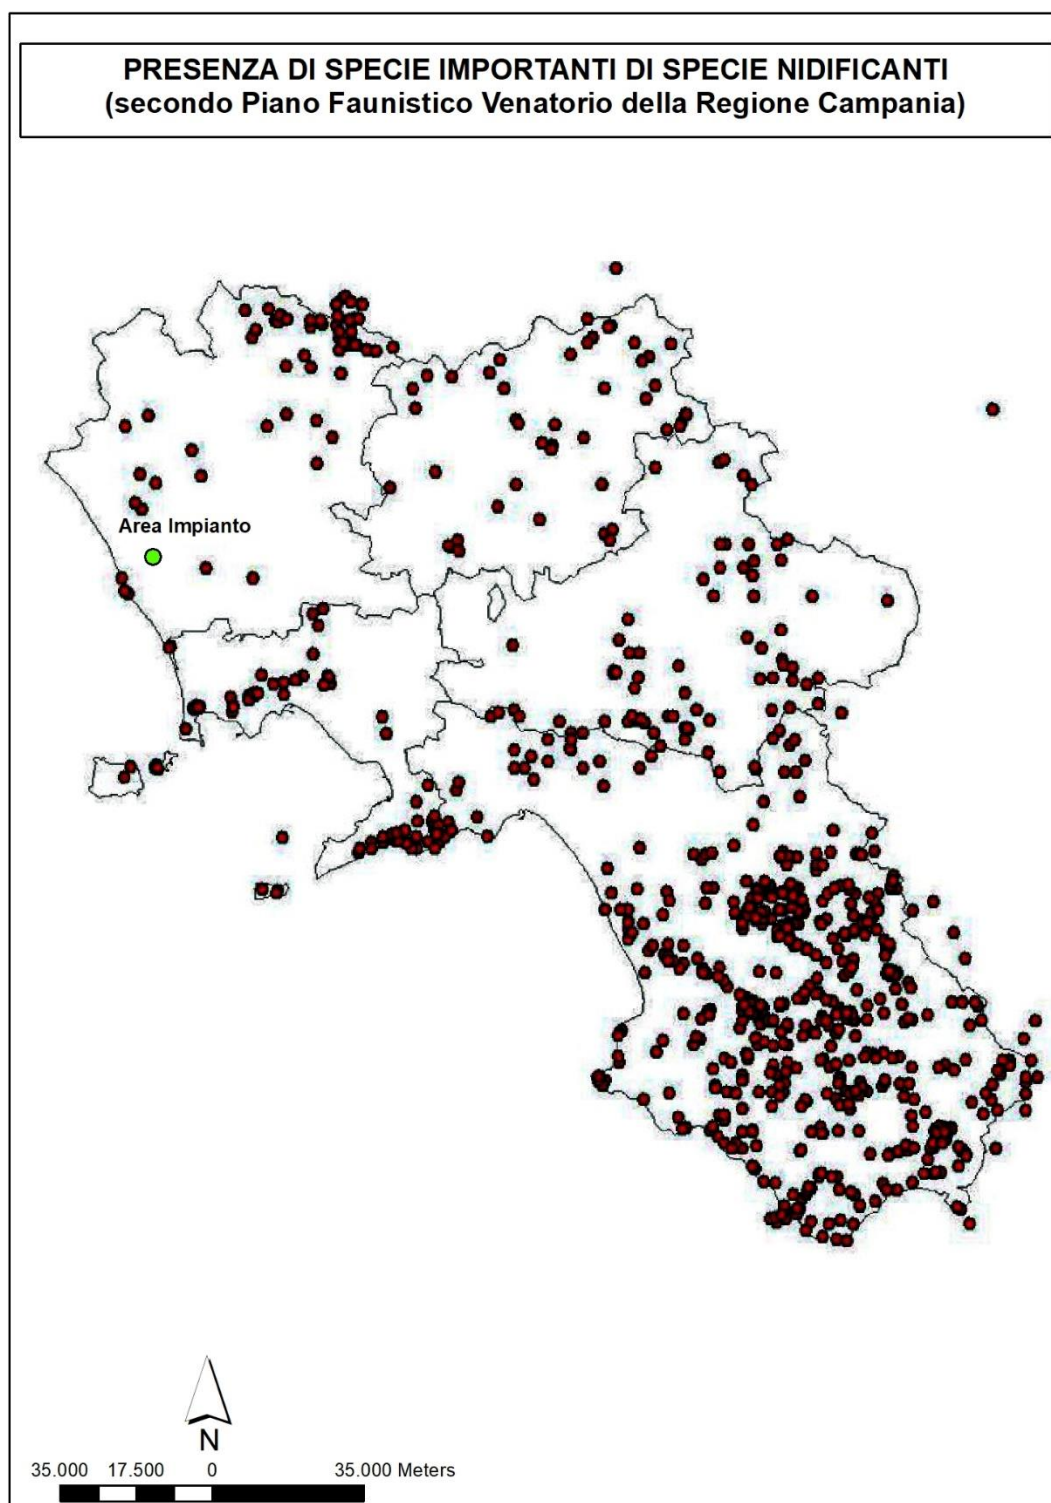 PRESENZA DI SPECIE IMPORTANTI DI SPECIE NIDIFICANTI
(secondo Piano Faunistico Venatorio della Regione Campania)
Area Impianto
N
35.000 17.500 0 35.000 Meters